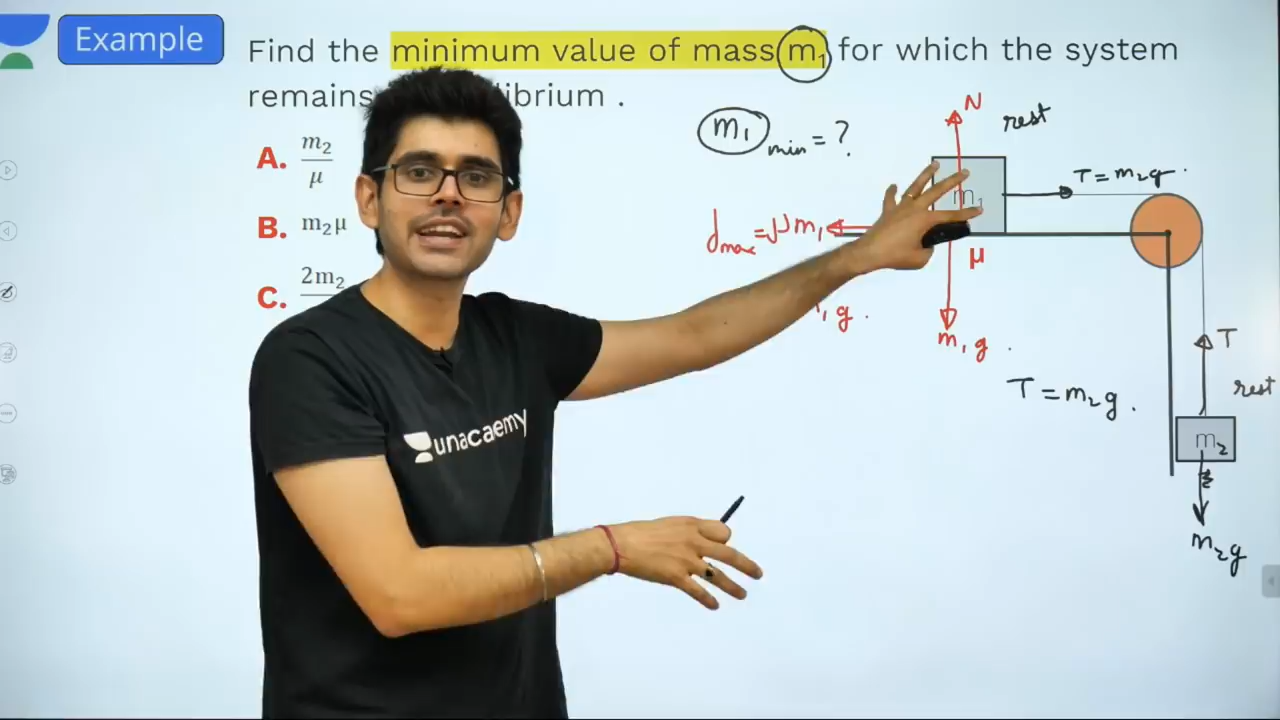 Example
Find the minimum value of mass m₁ for which the system
remains ibrium .
A. m₂/μ
B. m₂μ
C. 2m₂
m₁ min = ?
N
rest
m₁
T = m₂g.
fmax = μm₁
μ
g.
m₁g.
T
T = m₂g.
rest
m₂
m₂g
unacademy